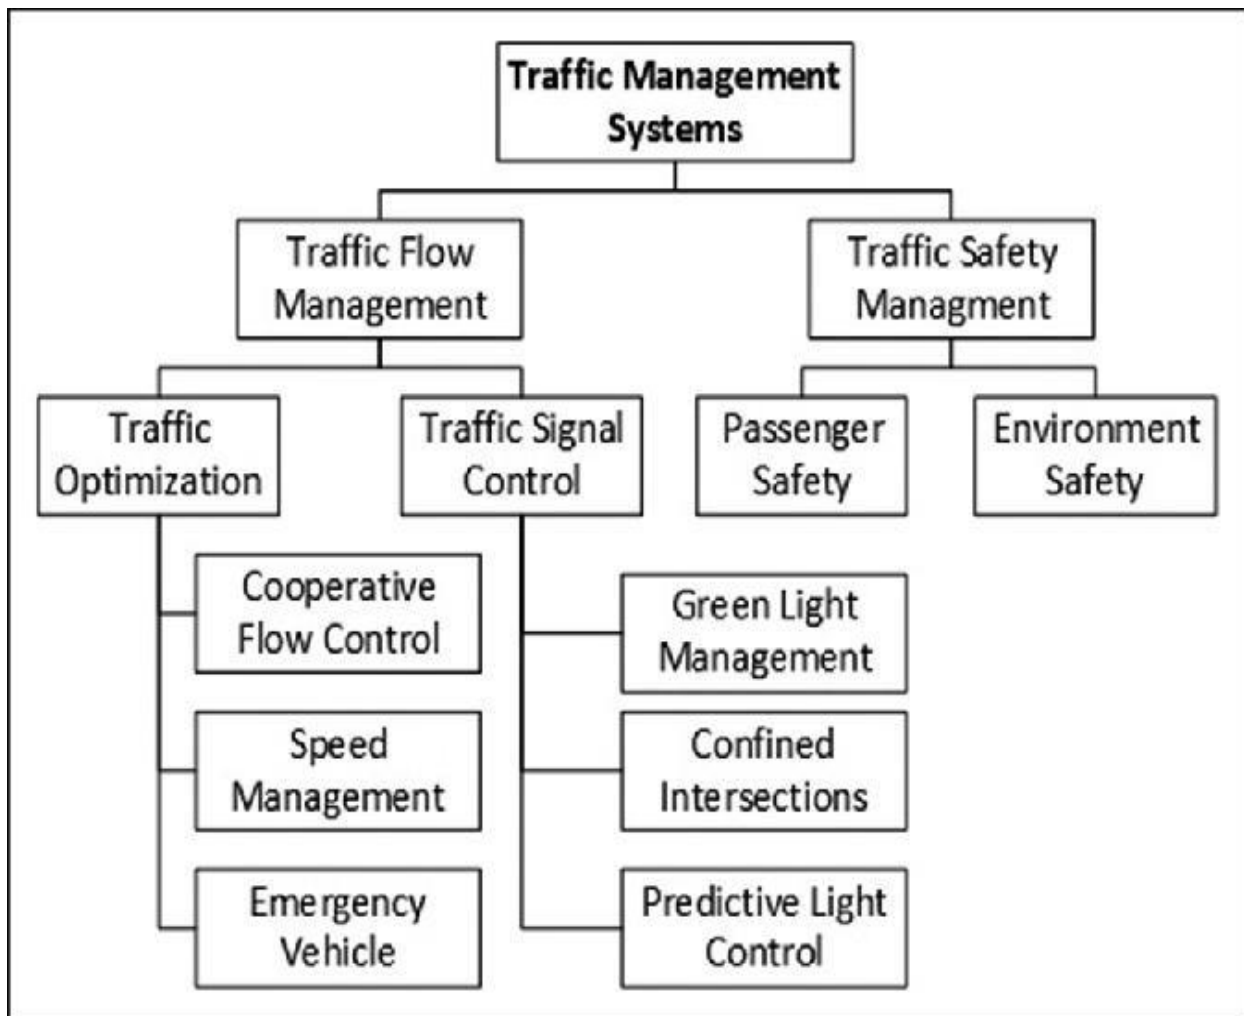 Traffic Management
Systems
Traffic Flow
Management
Traffic Safety
Managment
Traffic
Optimization
Traffic Signal
Control
Passenger
Safety
Environment
Safety
Cooperative
Flow Control
Green Light
Management
Speed
Management
Confined
Intersections
Emergency
Vehicle
Predictive Light
Control